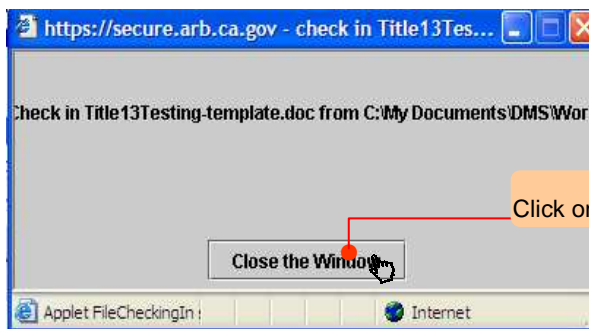 https://secure.arb.ca.gov - check in Title13Tes...
Check in Title13Testing-template.doc from C:\My Documents\DMS\Wor
Click on
Close the Window
Applet FileCheckingIn
Internet